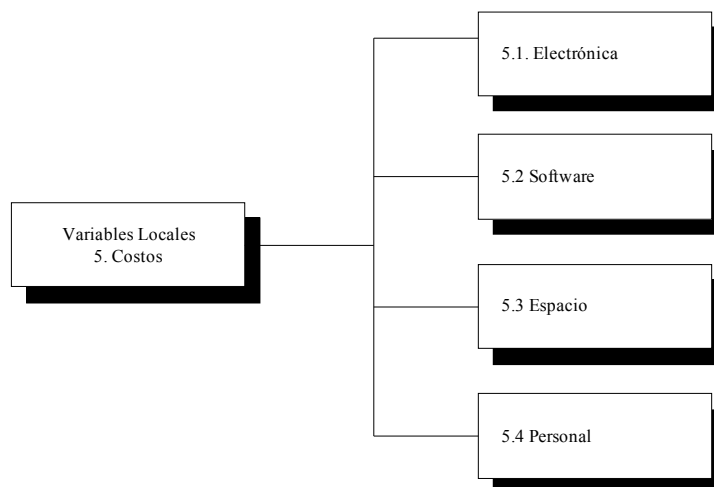 Variables Locales
5. Costos
5.1. Electrónica
5.2 Software
5.3 Espacio
5.4 Personal